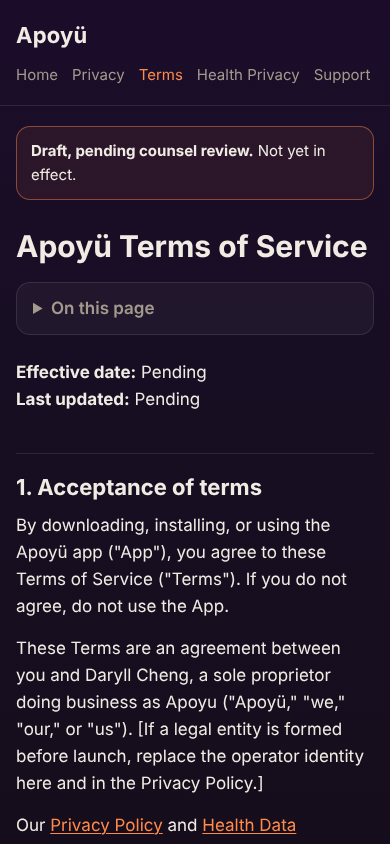 Apoyü
Home Privacy Terms Health Privacy Support
Draft, pending counsel review. Not yet in
effect.
Apoyü Terms of Service
On this page
Effective date: Pending
Last updated: Pending
1. Acceptance of terms
By downloading, installing, or using the
Apoyü app ("App"), you agree to these
Terms of Service ("Terms"). If you do not
agree, do not use the App.
These Terms are an agreement between
you and Daryll Cheng, a sole proprietor
doing business as Apoyu ("Apoyü," "we,"
"our," or "us"). [If a legal entity is formed
before launch, replace the operator identity
here and in the Privacy Policy.]
Our Privacy Policy and Health Data